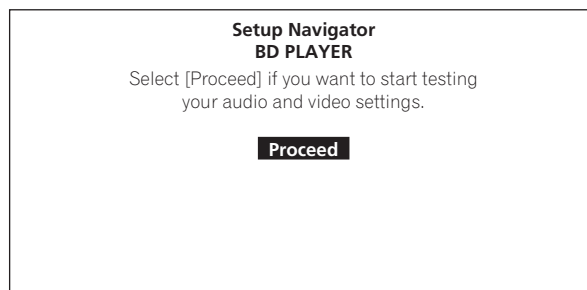 Setup Navigator
BD PLAYER
Select [Proceed] if you want to start testing
your audio and video settings.
Proceed